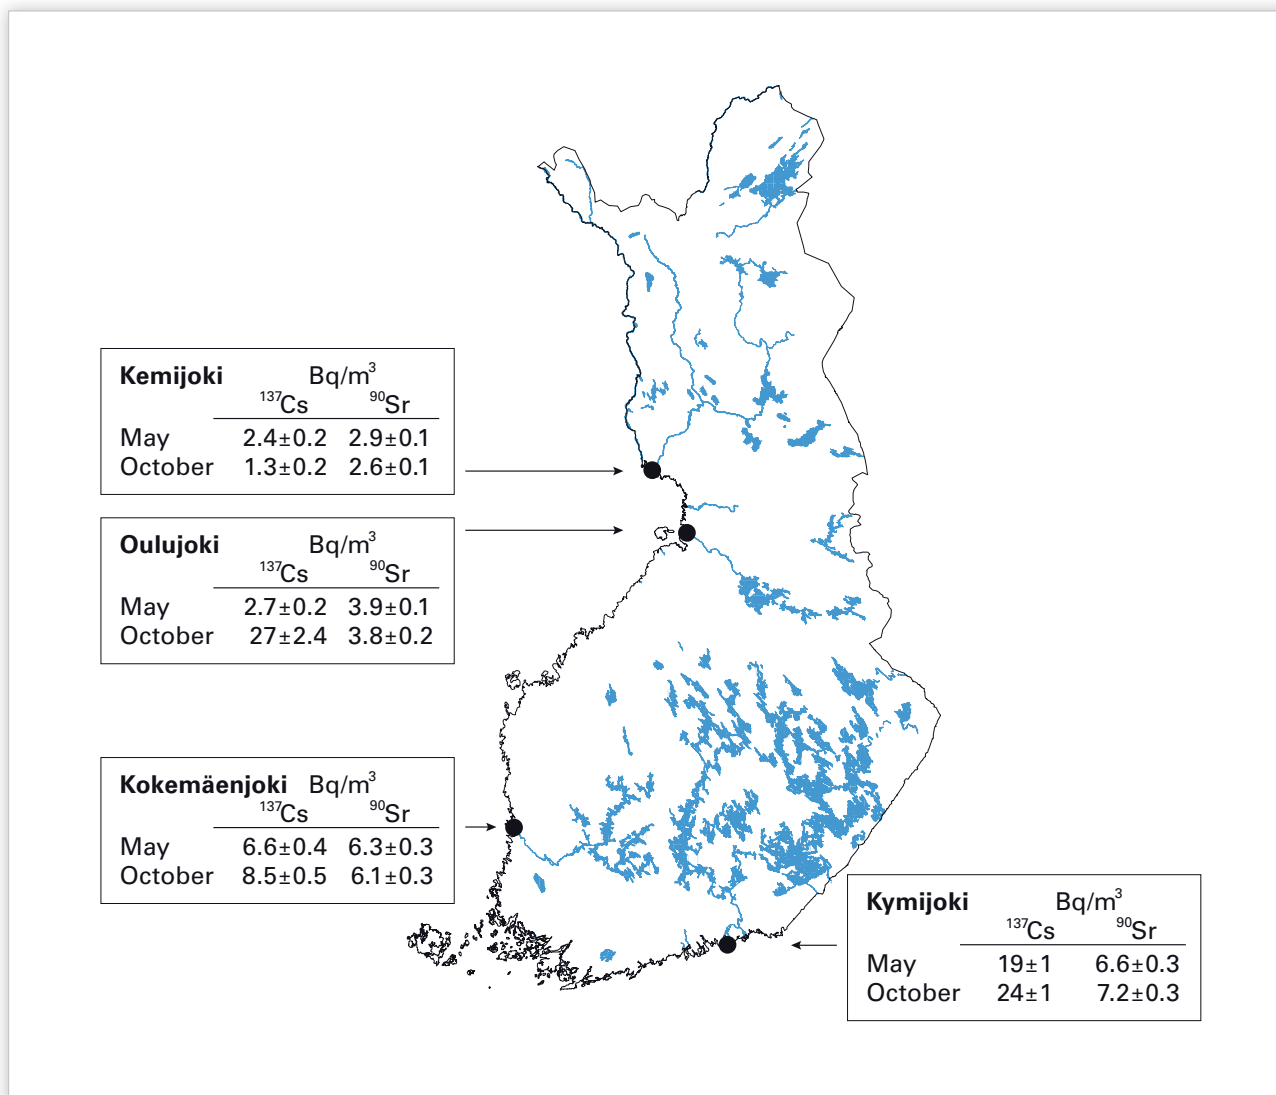 Kemijoki Bq/m³
¹³⁷Cs ⁹⁰Sr
May 2.4±0.2 2.9±0.1
October 1.3±0.2 2.6±0.1
Oulujoki Bq/m³
¹³⁷Cs ⁹⁰Sr
May 2.7±0.2 3.9±0.1
October 27±2.4 3.8±0.2
Kokemäenjoki Bq/m³
¹³⁷Cs ⁹⁰Sr
May 6.6±0.4 6.3±0.3
October 8.5±0.5 6.1±0.3
Kymijoki Bq/m³
¹³⁷Cs ⁹⁰Sr
May 19±1 6.6±0.3
October 24±1 7.2±0.3